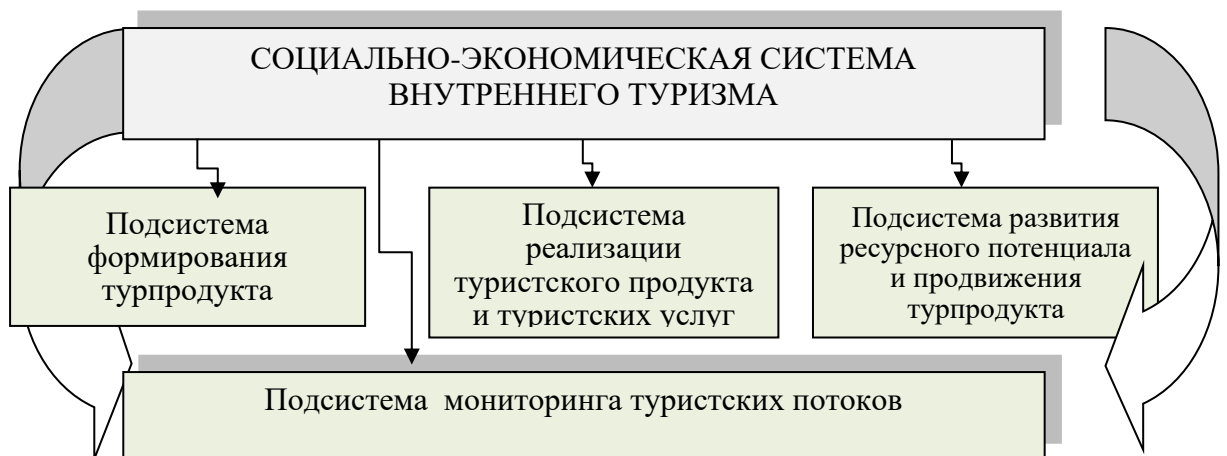 СОЦИАЛЬНО-ЭКОНОМИЧЕСКАЯ СИСТЕМА
ВНУТРЕННЕГО ТУРИЗМА
Подсистема
формирования
турпродукта
Подсистема
реализации
туристского продукта
и туристских услуг
Подсистема развития
ресурсного потенциала
и продвижения
турпродукта
Подсистема мониторинга туристских потоков